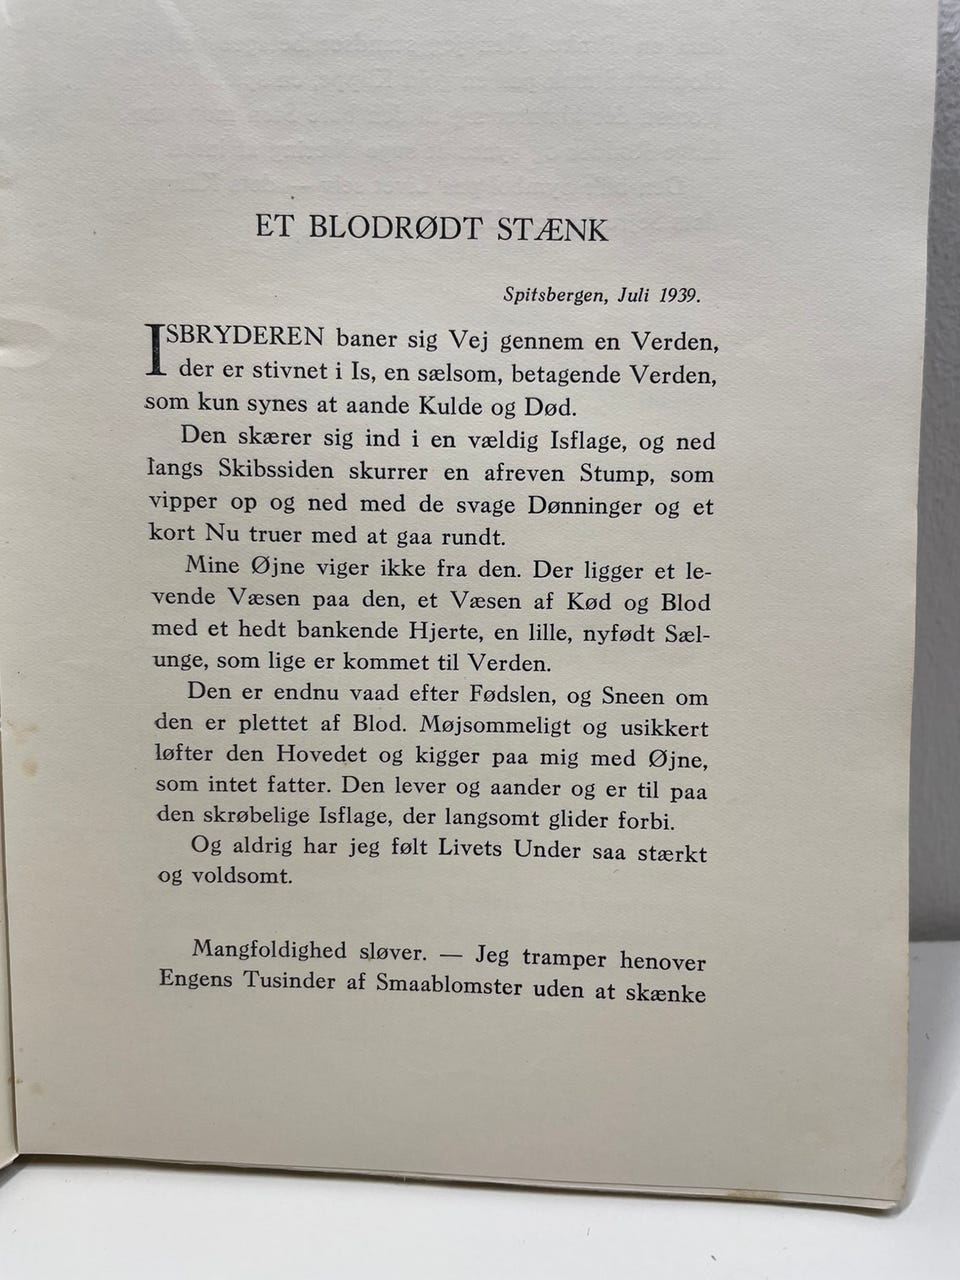 ET BLODRØDT STÆNK
Spitsbergen, Juli 1939.
ISBRYDEREN baner sig Vej gennem en Verden,
der er stivnet i Is, en sælsom, betagende Verden,
som kun synes at aande Kulde og Død.
Den skærer sig ind i en vældig Isflage, og ned
langs Skibssiden skurrer en afreven Stump, som
vipper op og ned med de svage Dønninger og et
kort Nu truer med at gaa rundt.
Mine Øjne viger ikke fra den. Der ligger et le-
vende Væsen paa den, et Væsen af Kød og Blod
med et hedt bankende Hjerte, en lille, nyfødt Sæl-
unge, som lige er kommet til Verden.
Den er endnu vaad efter Fødslen, og Sneen om
den er plettet af Blod. Møjsommeligt og usikkert
løfter den Hovedet og kigger paa mig med Øjne,
som intet fatter. Den lever og aander og er til paa
den skrøbelige Isflage, der langsomt glider forbi.
Og aldrig har jeg følt Livets Under saa stærkt
og voldsomt.
Mangfoldighed sløver. — Jeg tramper henover
Engens Tusinder af Smaablomster uden at skænke